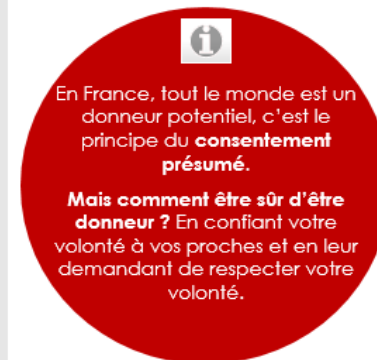 En France, tout le monde est un
donneur potentiel, c'est le
principe du consentement
présumé.
Mais comment être sûr d'être
donneur ? En confiant votre
volonté à vos proches et en leur
demandant de respecter votre
volonté.